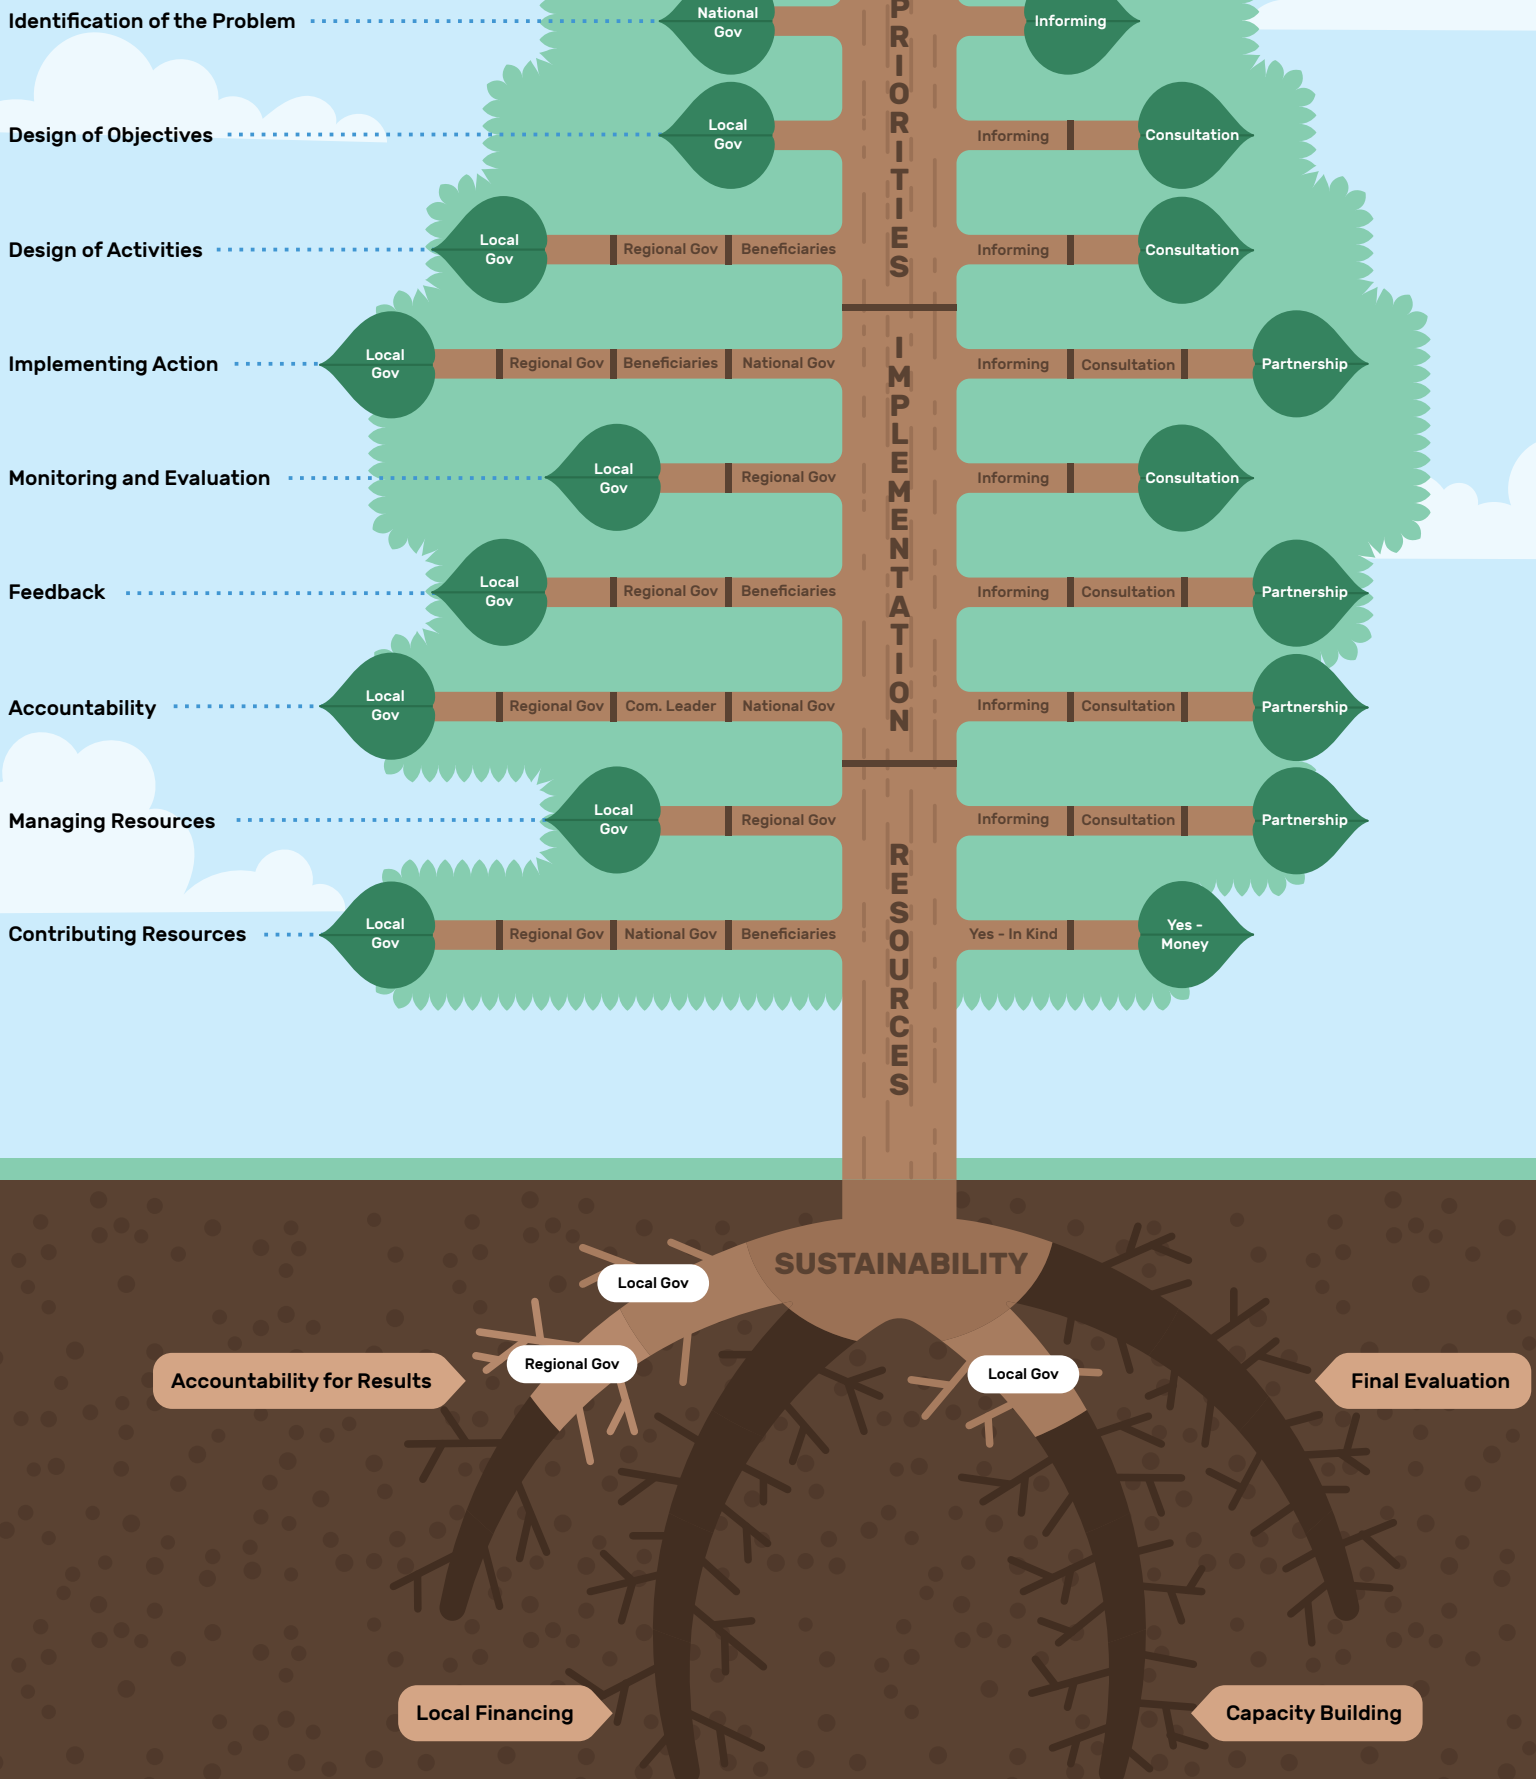 Identification of the Problem
National
Gov
Informing
PRIORITIES
Design of Objectives
Local
Gov
Informing
Consultation
Design of Activities
Local
Gov
Regional Gov
Beneficiaries
Informing
Consultation
IMPLEMENTATION
Implementing Action
Local
Gov
Regional Gov
Beneficiaries
National Gov
Informing
Consultation
Partnership
Monitoring and Evaluation
Local
Gov
Regional Gov
Informing
Consultation
Feedback
Local
Gov
Regional Gov
Beneficiaries
Informing
Consultation
Partnership
Accountability
Local
Gov
Regional Gov
Com. Leader
National Gov
Informing
Consultation
Partnership
RESOURCES
Managing Resources
Local
Gov
Regional Gov
Informing
Consultation
Partnership
Contributing Resources
Local
Gov
Regional Gov
National Gov
Beneficiaries
Yes - In Kind
Yes -
Money
SUSTAINABILITY
Local Gov
Regional Gov
Local Gov
Accountability for Results
Final Evaluation
Local Financing
Capacity Building